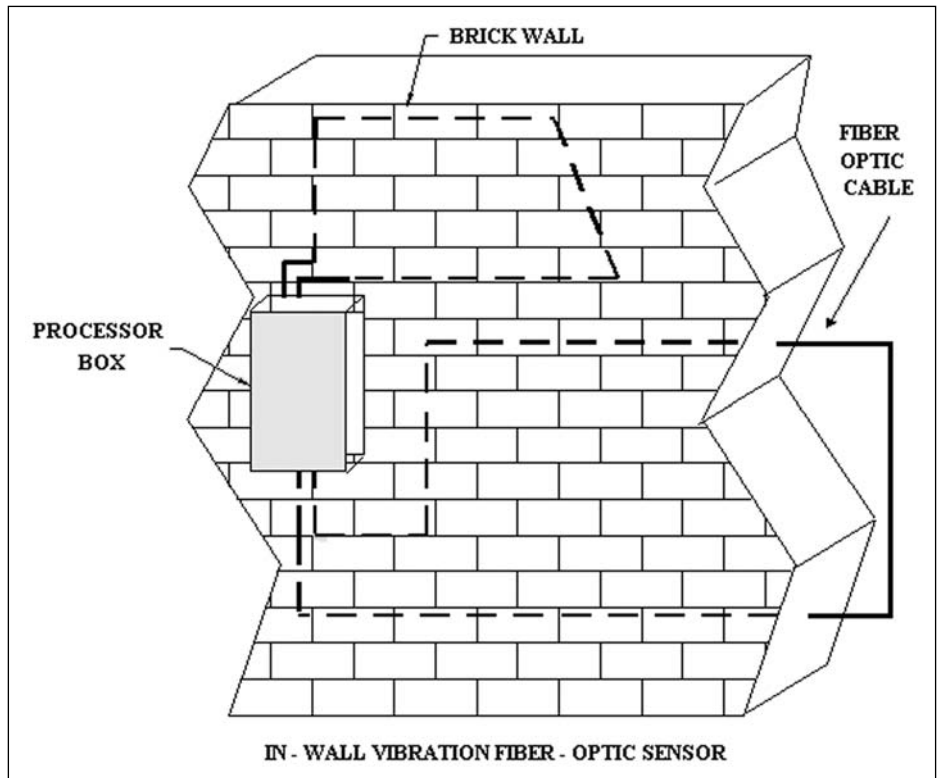 BRICK WALL
FIBER
OPTIC
CABLE
PROCESSOR
BOX
IN - WALL VIBRATION FIBER - OPTIC SENSOR